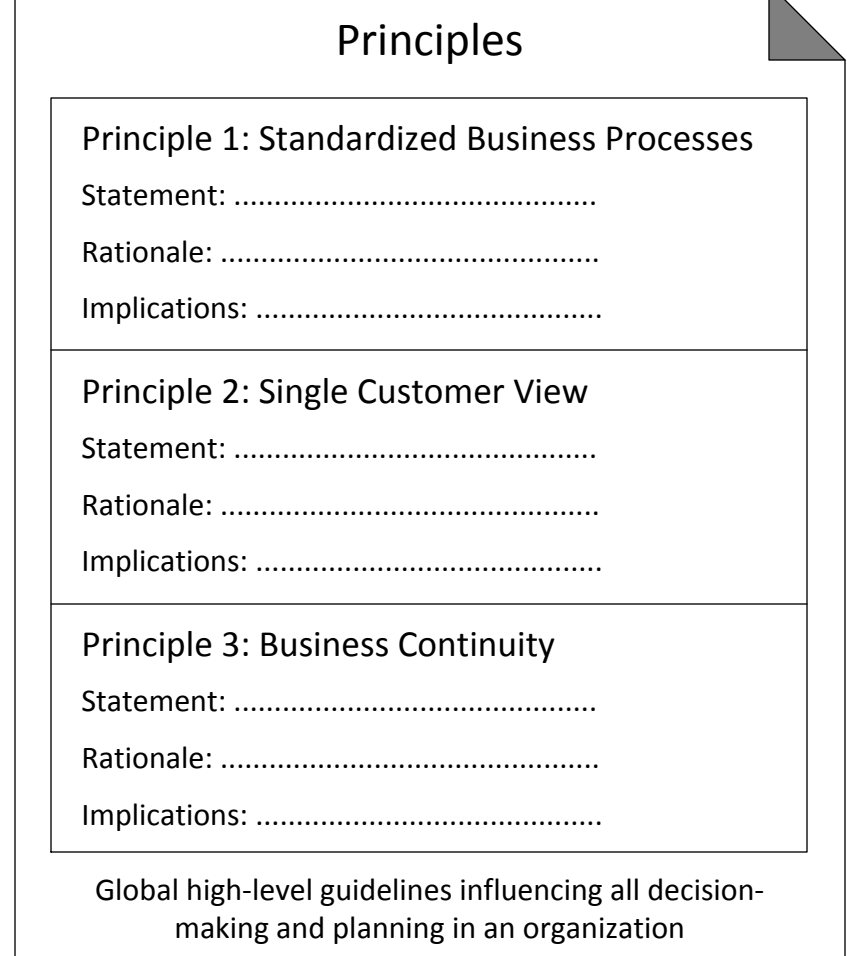 Principles
Principle 1: Standardized Business Processes
Statement: .............................................
Rationale: ...............................................
Implications: ...........................................
Principle 2: Single Customer View
Statement: .............................................
Rationale: ...............................................
Implications: ...........................................
Principle 3: Business Continuity
Statement: .............................................
Rationale: ...............................................
Implications: ...........................................
Global high-level guidelines influencing all decision-
making and planning in an organization